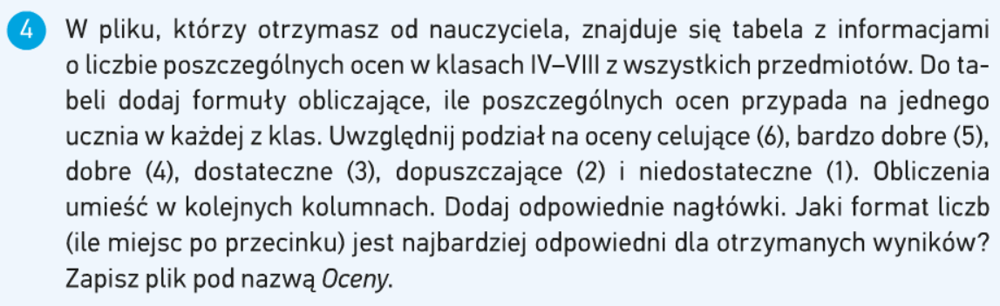 4 W pliku, którzy otrzymasz od nauczyciela, znajduje się tabela z informacjami
o liczbie poszczególnych ocen w klasach IV–VIII z wszystkich przedmiotów. Do ta-
beli dodaj formuły obliczające, ile poszczególnych ocen przypada na jednego
ucznia w każdej z klas. Uwzględnij podział na oceny celujące (6), bardzo dobre (5),
dobre (4), dostateczne (3), dopuszczające (2) i niedostateczne (1). Obliczenia
umieść w kolejnych kolumnach. Dodaj odpowiednie nagłówki. Jaki format liczb
(ile miejsc po przecinku) jest najbardziej odpowiedni dla otrzymanych wyników?
Zapisz plik pod nazwą Oceny.